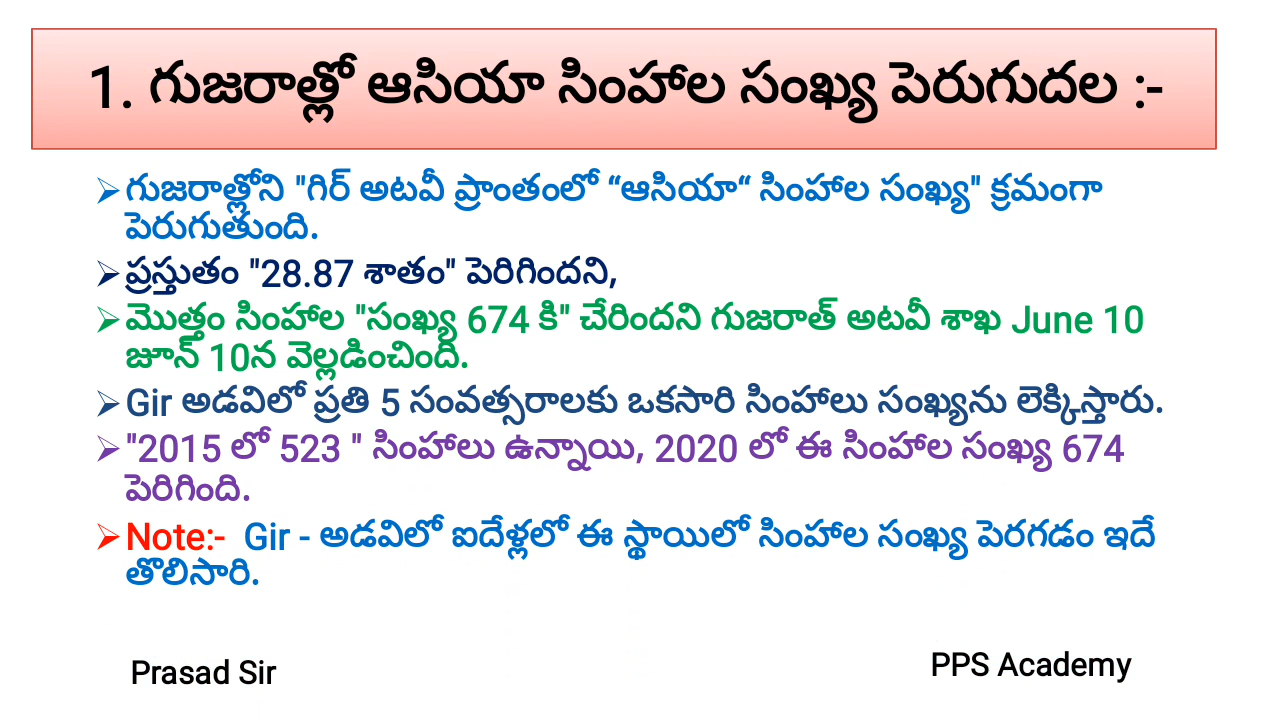 1. గుజరాత్లో ఆసియా సింహాల సంఖ్య పెరుగుదల :-
➢గుజరాత్లోని "గిర్ అటవీ ప్రాంతంలో “ఆసియా“ సింహాల సంఖ్య" క్రమంగా
పెరుగుతుంది.
➢ప్రస్తుతం "28.87 శాతం" పెరిగిందని,
➢మొత్తం సింహాల "సంఖ్య 674 కి" చేరిందని గుజరాత్ అటవీ శాఖ June 10
జూన్ 10న వెల్లడించింది.
➢Gir అడవిలో ప్రతి 5 సంవత్సరాలకు ఒకసారి సింహాలు సంఖ్యను లెక్కిస్తారు.
➢"2015 లో 523 " సింహాలు ఉన్నాయి, 2020 లో ఈ సింహాల సంఖ్య 674
పెరిగింది.
➢Note:- Gir - అడవిలో ఐదేళ్లలో ఈ స్థాయిలో సింహాల సంఖ్య పెరగడం ఇదే
తొలిసారి.
Prasad Sir
PPS Academy